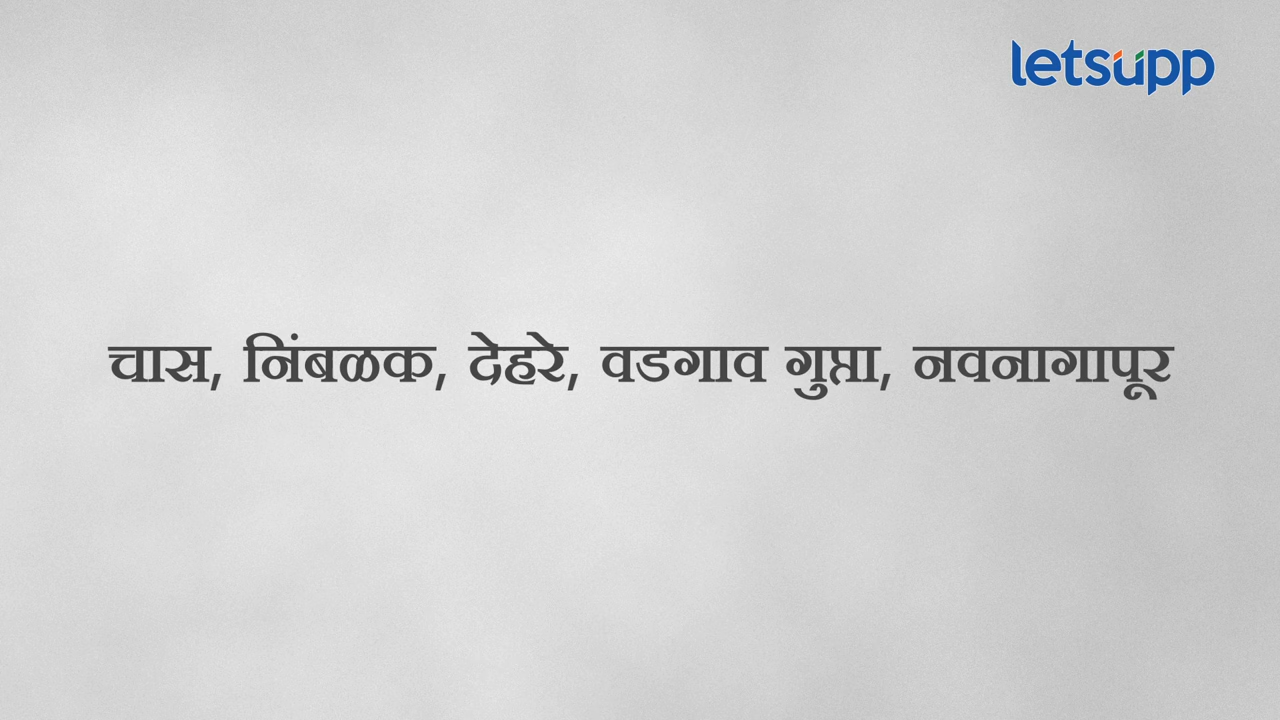 letsupp
चास, निंबळक, देहरे, वडगाव गुप्ता, नवनागापूर